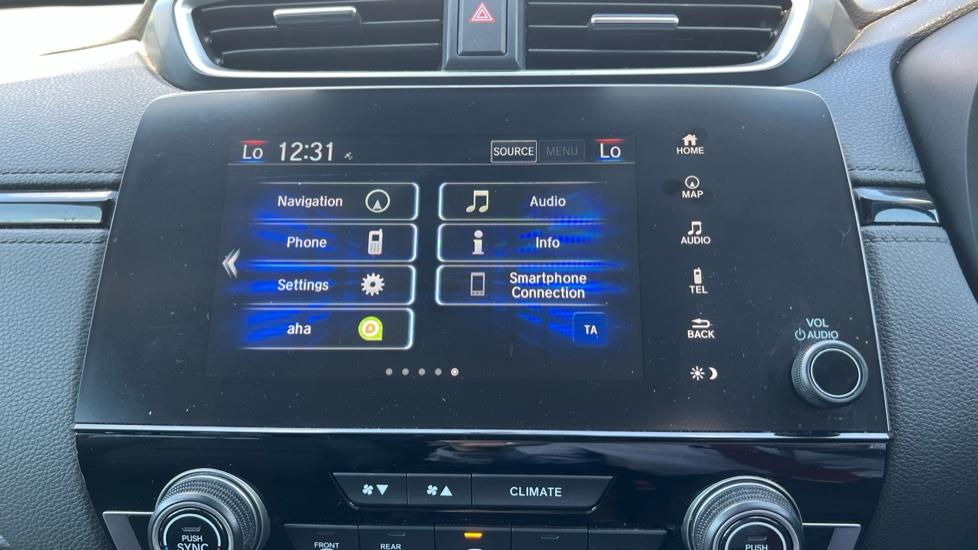 Lo 12:31 SOURCE MENU Lo
Navigation
Audio
Phone
Info
Settings
Smartphone
Connection
aha
TA
HOME
MAP
AUDIO
TEL
BACK
VOL
AUDIO
CLIMATE
PUSH
SYNC
FRONT
REAR
PUSH